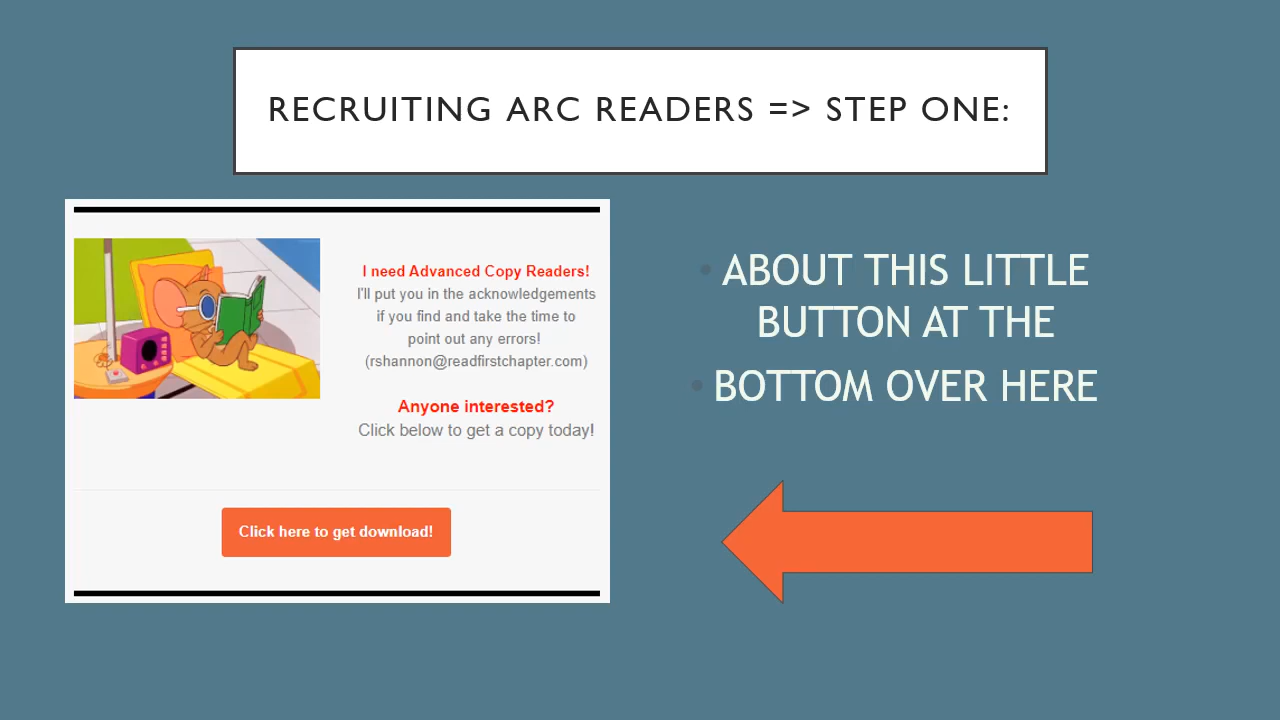 RECRUITING ARC READERS => STEP ONE:
I need Advanced Copy Readers!
I'll put you in the acknowledgements
if you find and take the time to
point out any errors!
(rshannon@readfirstchapter.com)
Anyone interested?
Click below to get a copy today!
Click here to get download!
• ABOUT THIS LITTLE
BUTTON AT THE
• BOTTOM OVER HERE